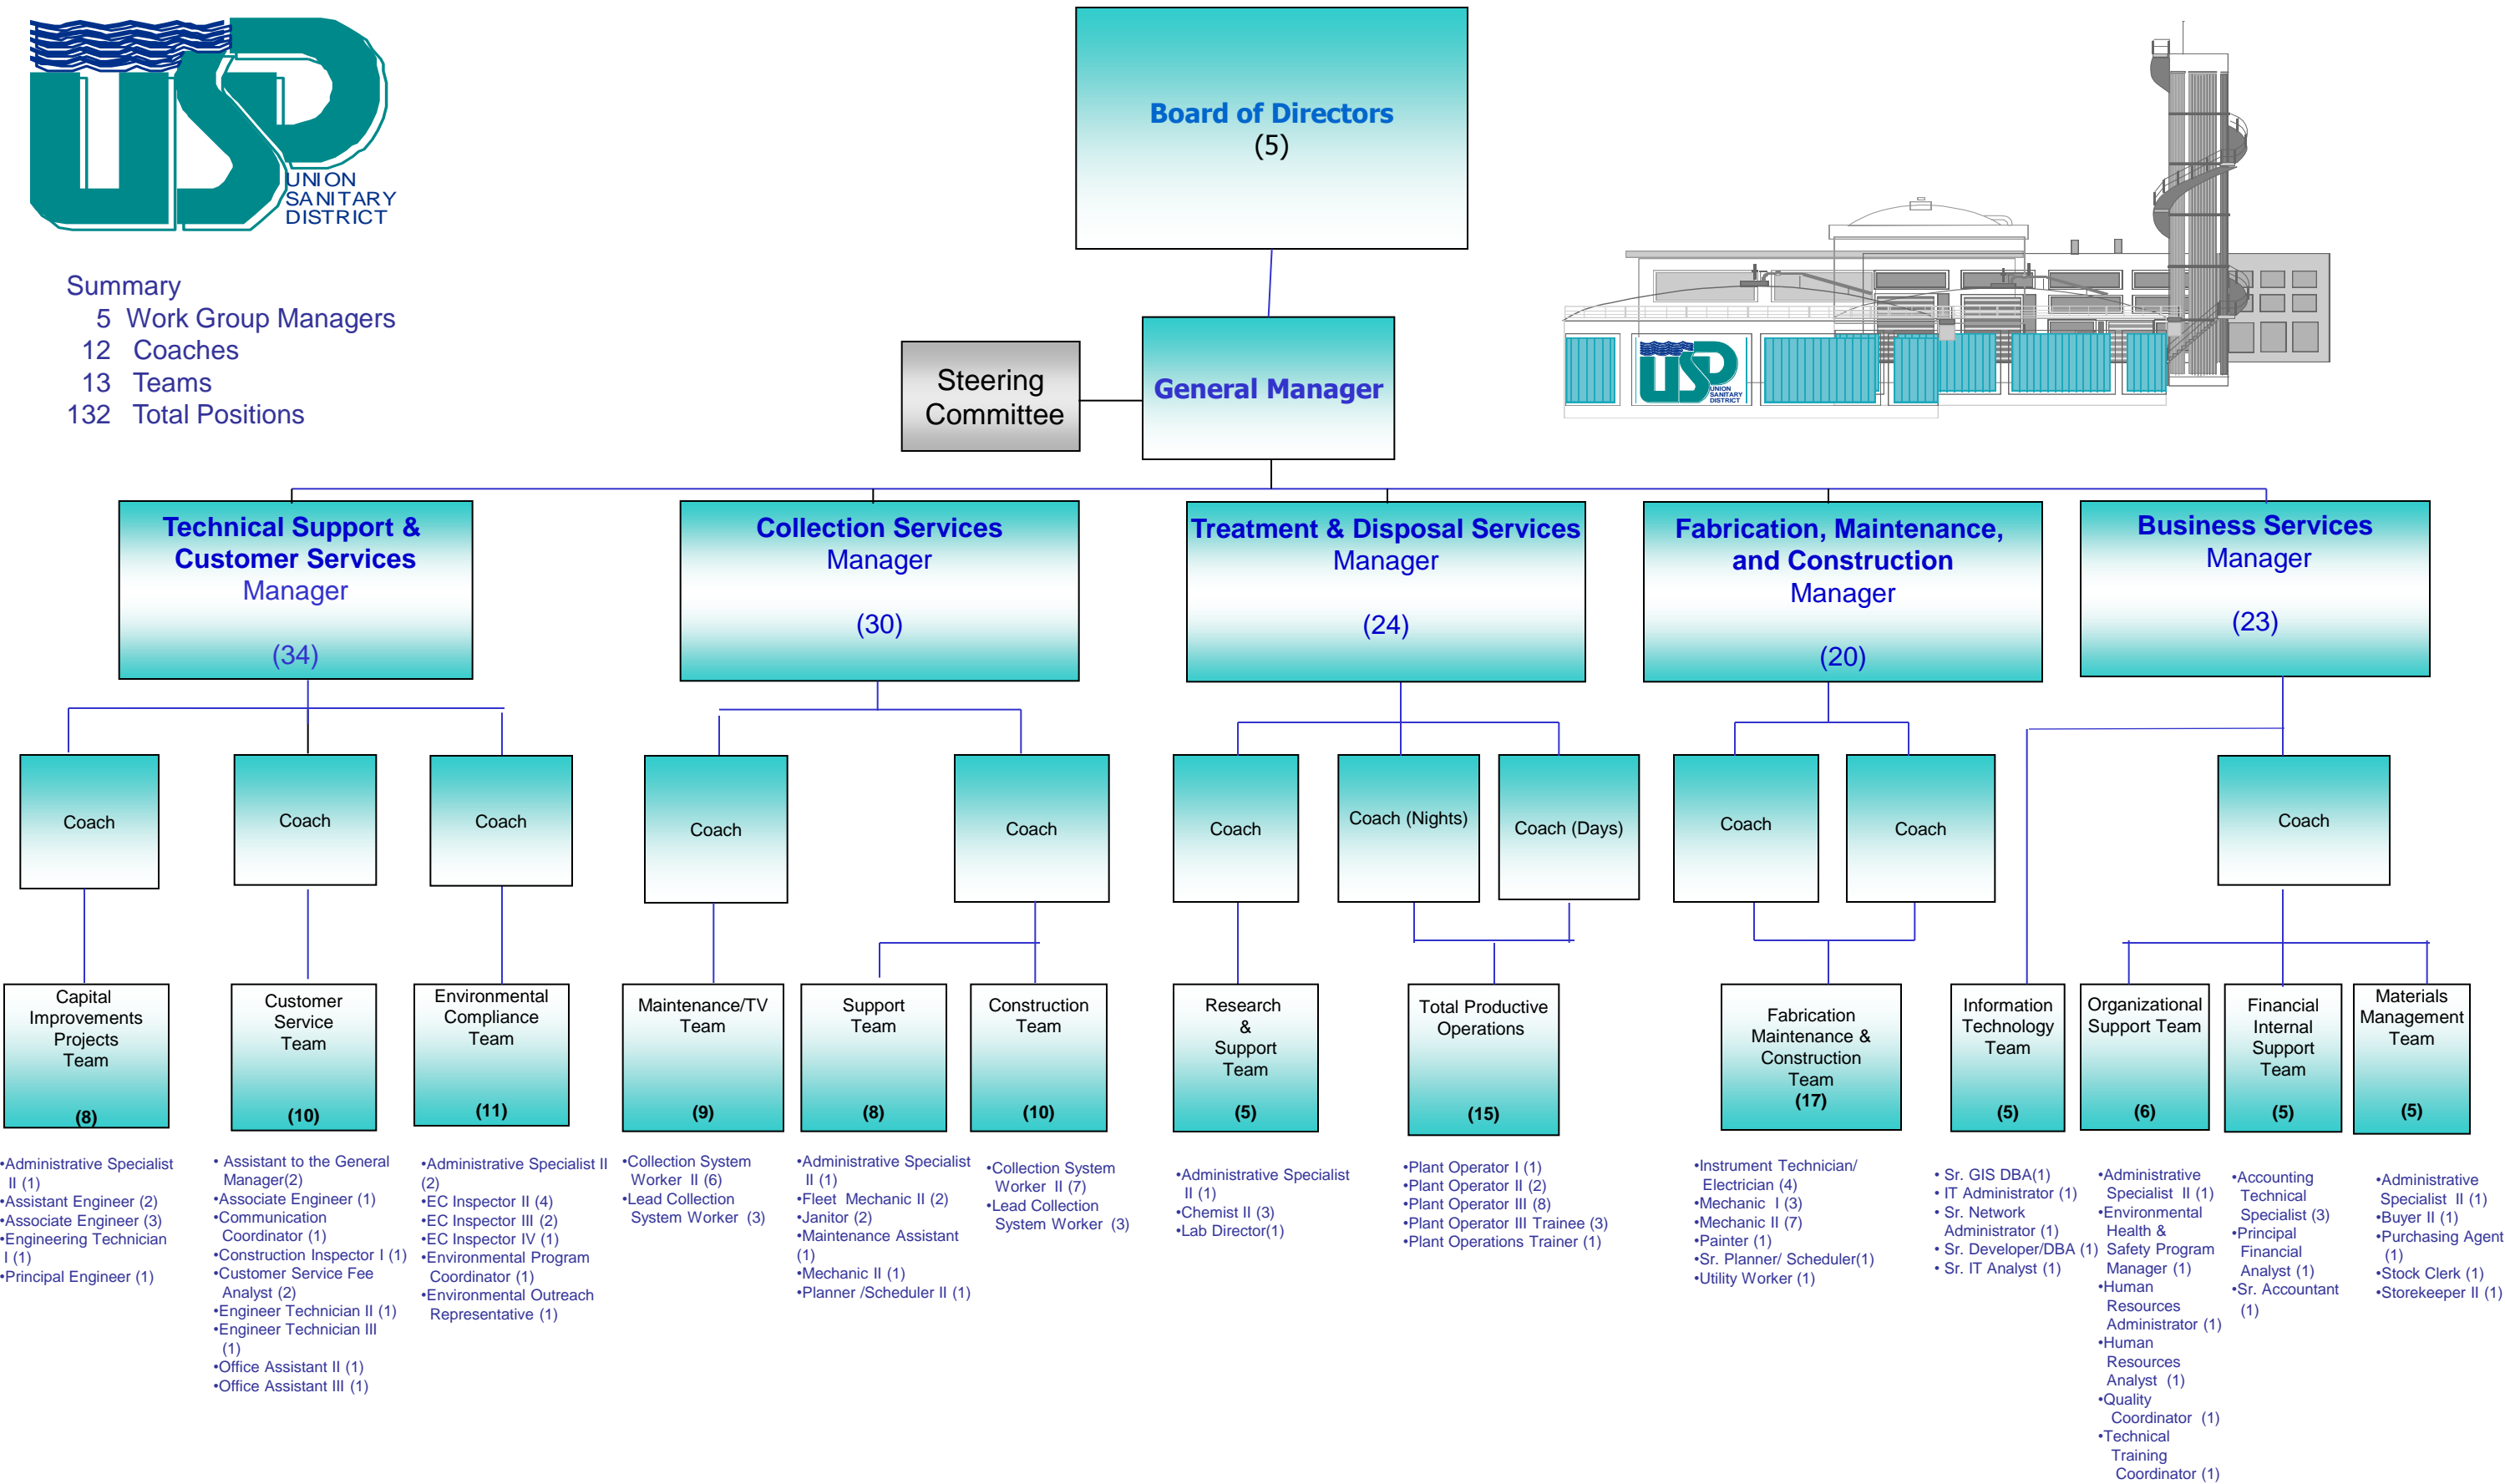 USD
UNION
SANITARY
DISTRICT
Summary
5 Work Group Managers
12 Coaches
13 Teams
132 Total Positions
Board of Directors
(5)
Steering
Committee
General Manager
USD
UNION
SANITARY
DISTRICT
Technical Support &
Customer Services
Manager
(34)
Collection Services
Manager
(30)
Treatment & Disposal Services
Manager
(24)
Fabrication, Maintenance,
and Construction
Manager
(20)
Business Services
Manager
(23)
Coach
Coach
Coach
Coach
Coach
Coach
Coach (Nights)
Coach (Days)
Coach
Coach
Coach
Capital
Improvements
Projects
Team
(8)
Customer
Service
Team
(10)
Environmental
Compliance
Team
(11)
Maintenance/TV
Team
(9)
Support
Team
(8)
Construction
Team
(10)
Research
&
Support
Team
(5)
Total Productive
Operations
(15)
Fabrication
Maintenance &
Construction
Team
(17)
Information
Technology
Team
(5)
Organizational
Support Team
(6)
Financial
Internal
Support
Team
(5)
Materials
Management
Team
(5)
•Administrative Specialist
II (1)
•Assistant Engineer (2)
•Associate Engineer (3)
•Engineering Technician
I (1)
•Principal Engineer (1)
• Assistant to the General
Manager(2)
•Associate Engineer (1)
•Communication
Coordinator (1)
•Construction Inspector I (1)
•Customer Service Fee
Analyst (2)
•Engineer Technician II (1)
•Engineer Technician III
(1)
•Office Assistant II (1)
•Office Assistant III (1)
•Administrative Specialist II
(2)
•EC Inspector II (4)
•EC Inspector III (2)
•EC Inspector IV (1)
•Environmental Program
Coordinator (1)
•Environmental Outreach
Representative (1)
•Collection System
Worker II (6)
•Lead Collection
System Worker (3)
•Administrative Specialist
II (1)
•Fleet Mechanic II (2)
•Janitor (2)
•Maintenance Assistant
(1)
•Mechanic II (1)
•Planner /Scheduler II (1)
•Collection System
Worker II (7)
•Lead Collection
System Worker (3)
•Administrative Specialist
II (1)
•Chemist II (3)
•Lab Director(1)
•Plant Operator I (1)
•Plant Operator II (2)
•Plant Operator III (8)
•Plant Operator III Trainee (3)
•Plant Operations Trainer (1)
•Instrument Technician/
Electrician (4)
•Mechanic I (3)
•Mechanic II (7)
•Painter (1)
•Sr. Planner/ Scheduler(1)
•Utility Worker (1)
• Sr. GIS DBA(1)
• IT Administrator (1)
• Sr. Network
Administrator (1)
• Sr. Developer/DBA (1)
• Sr. IT Analyst (1)
•Administrative
Specialist II (1)
•Environmental
Health &
Safety Program
Manager (1)
•Human
Resources
Administrator (1)
•Human
Resources
Analyst (1)
•Quality
Coordinator (1)
•Technical
Training
Coordinator (1)
•Accounting
Technical
Specialist (3)
•Principal
Financial
Analyst (1)
•Sr. Accountant
(1)
•Administrative
Specialist II (1)
•Buyer II (1)
•Purchasing Agent
(1)
•Stock Clerk (1)
•Storekeeper II (1)